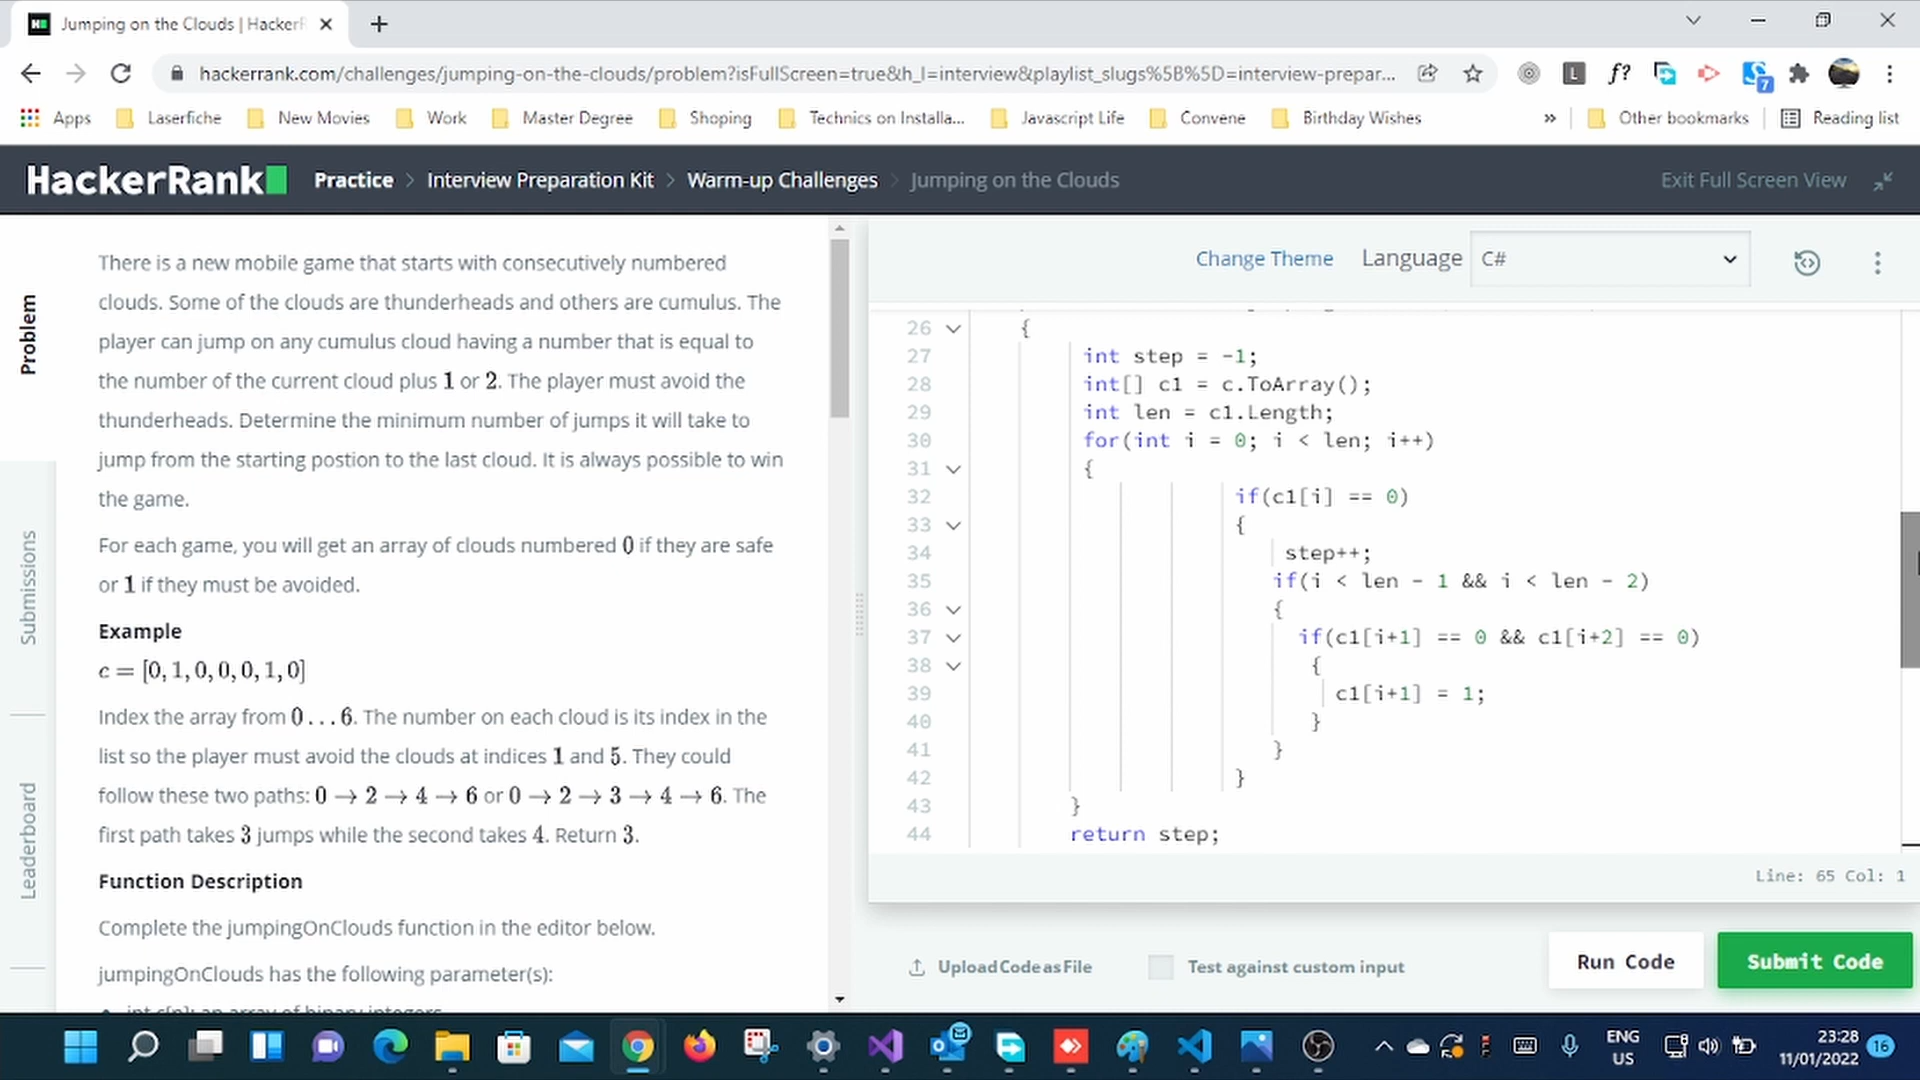 Jumping on the Clouds | HackerR
hackerrank.com/challenges/jumping-on-the-clouds/problem?isFullScreen=true&h_l=interview&playlist_slugs%5B%5D=interview-prepar...
L
f?
7
Apps
Laserfiche
New Movies
Work
Master Degree
Shoping
Technics on Installa...
Javascript Life
Convene
Birthday Wishes
»
Other bookmarks
Reading list
HackerRank
Practice > Interview Preparation Kit > Warm-up Challenges > Jumping on the Clouds
Exit Full Screen View
Problem
Submissions
Leaderboard
There is a new mobile game that starts with consecutively numbered
clouds. Some of the clouds are thunderheads and others are cumulus. The
player can jump on any cumulus cloud having a number that is equal to
the number of the current cloud plus 1 or 2. The player must avoid the
thunderheads. Determine the minimum number of jumps it will take to
jump from the starting postion to the last cloud. It is always possible to win
the game.
For each game, you will get an array of clouds numbered 0 if they are safe
or 1 if they must be avoided.
Example
c = [0, 1, 0, 0, 0, 1, 0]
Index the array from 0 . . . 6. The number on each cloud is its index in the
list so the player must avoid the clouds at indices 1 and 5. They could
follow these two paths: 0 → 2 → 4 → 6 or 0 → 2 → 3 → 4 → 6. The
first path takes 3 jumps while the second takes 4. Return 3.
Function Description
Complete the jumpingOnClouds function in the editor below.
jumpingOnClouds has the following parameter(s):
Change Theme
Language
C#
26 {
27 int step = -1;
28 int[] c1 = c.ToArray();
29 int len = c1.Length;
30 for(int i = 0; i < len; i++)
31 {
32 if(c1[i] == 0)
33 {
34 step++;
35 if(i < len - 1 && i < len - 2)
36 {
37 if(c1[i+1] == 0 && c1[i+2] == 0)
38 {
39 c1[i+1] = 1;
40 }
41 }
42 }
43 }
44 return step;
Line: 65 Col: 1
Upload Code as File
Test against custom input
Run Code
Submit Code
ENG
US
23:28
11/01/2022
16